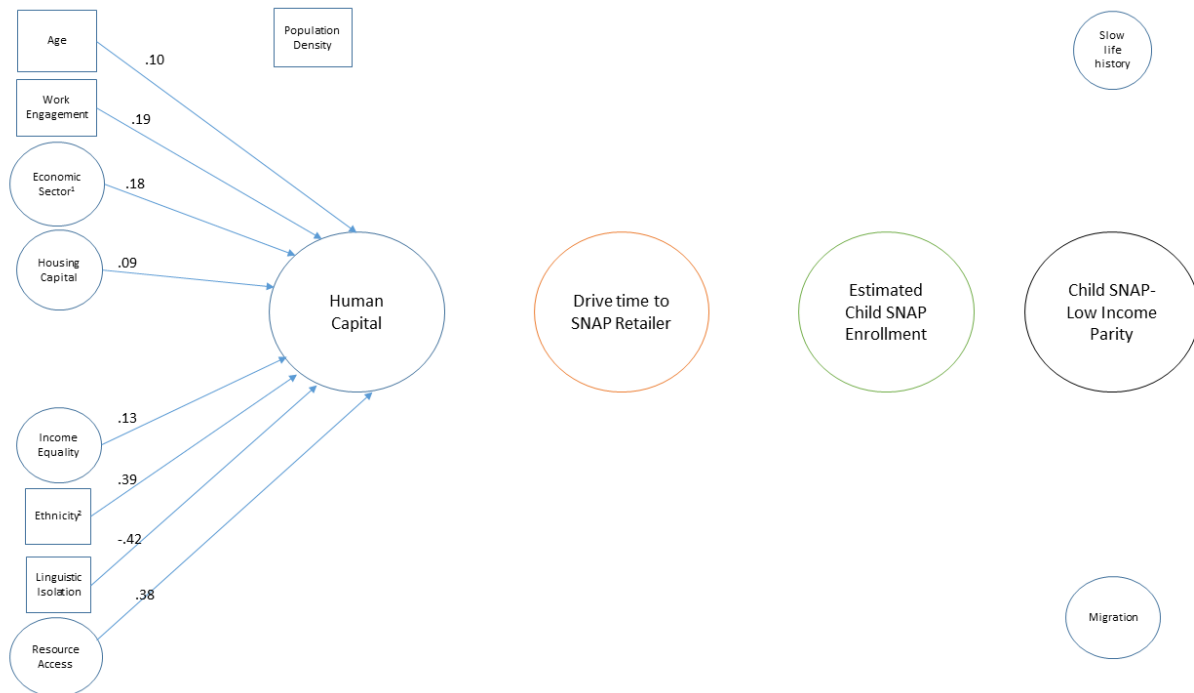 Age
Population
Density
Slow
life
history
.10
Work
Engagement
.19
Economic
Sector¹
.18
Housing
Capital
.09
Human
Capital
Drive time to
SNAP Retailer
Estimated
Child SNAP
Enrollment
Child SNAP-
Low Income
Parity
Income
Equality
.13
Ethnicity²
.39
Linguistic
Isolation
-.42
Resource
Access
.38
Migration